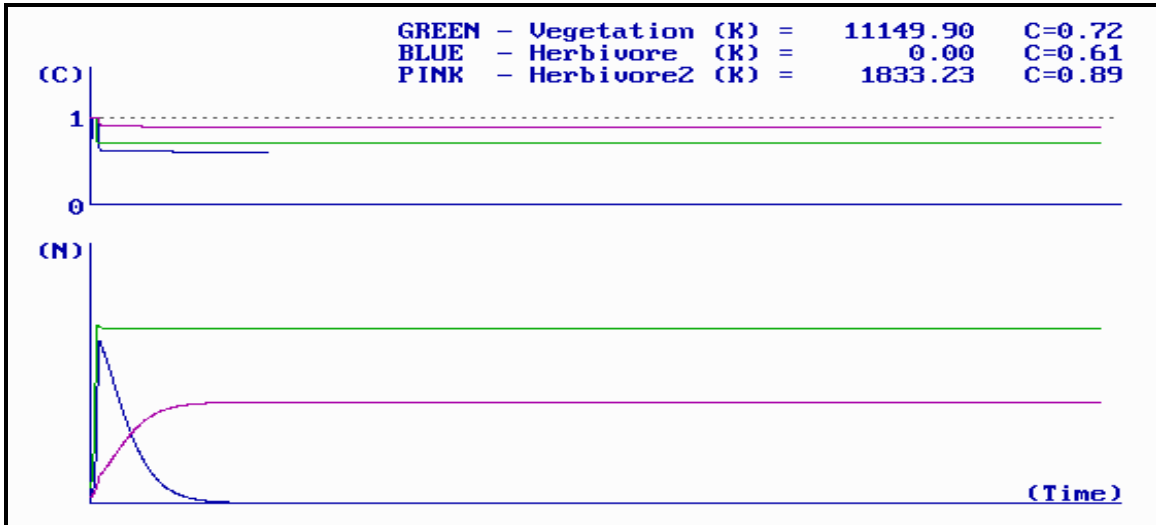 GREEN - Vegetation (K) = 11149.90 C=0.72
BLUE - Herbivore (K) = 0.00 C=0.61
PINK - Herbivore2 (K) = 1833.23 C=0.89
(C)
1
0
(N)
(Time)